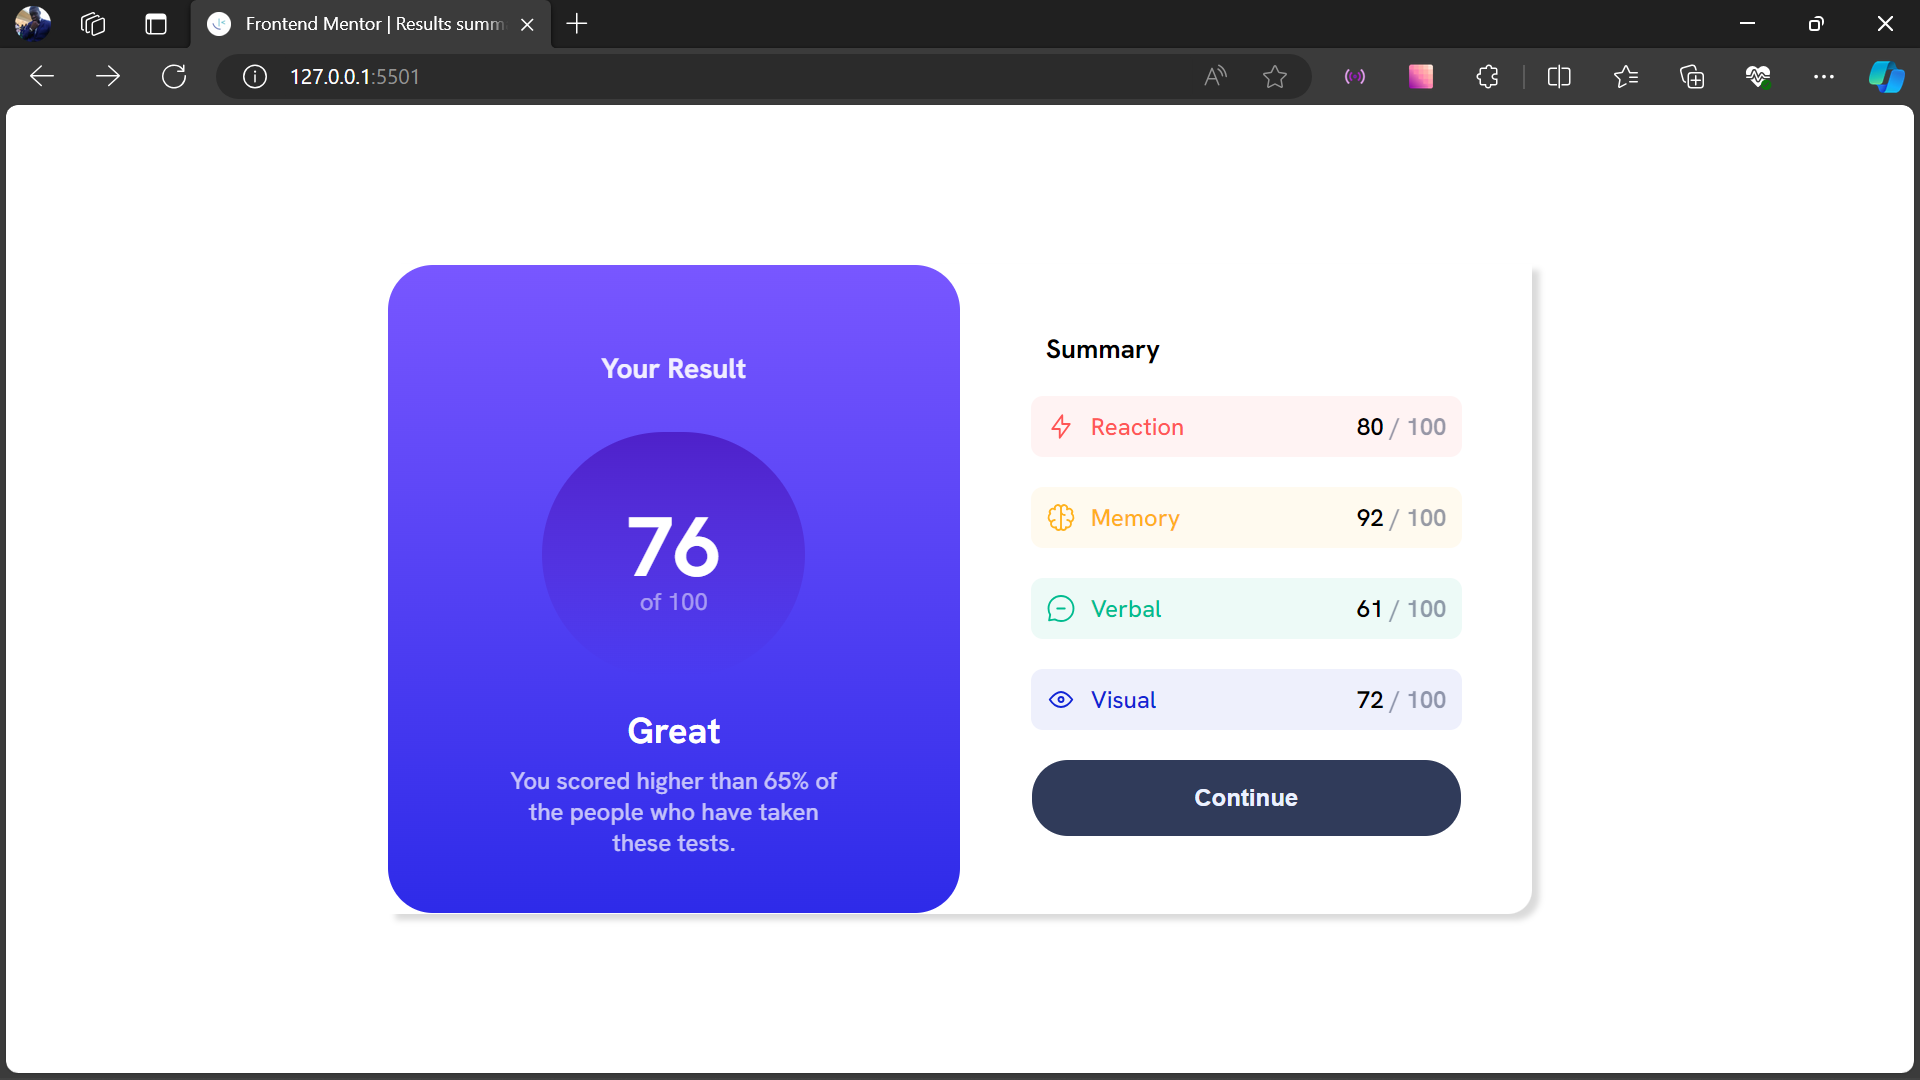 Frontend Mentor | Results summ
127.0.0.1:5501
Your Result
76
of 100
Great
You scored higher than 65% of
the people who have taken
these tests.
Summary
Reaction 80 / 100
Memory 92 / 100
Verbal 61 / 100
Visual 72 / 100
Continue